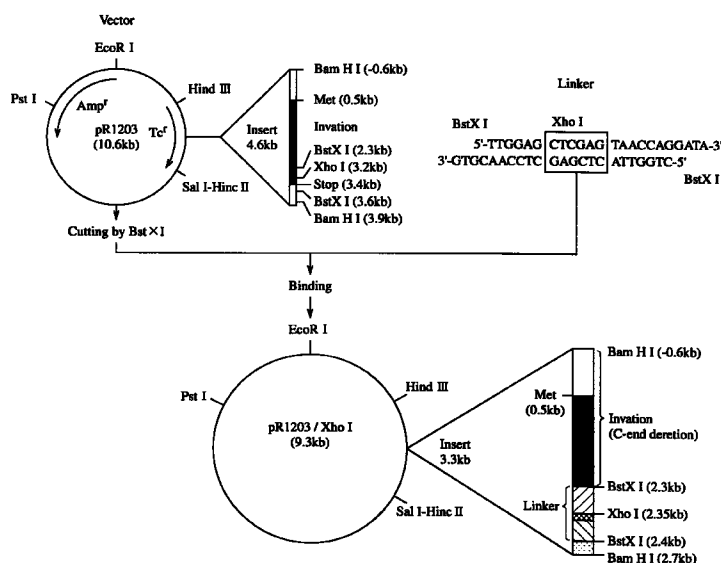 Vector
EcoR I
Pst I
Hind III
Ampr
pR1203
(10.6kb)
Tcr
Sal I-Hinc II
Cutting by Bst×I
Insert
4.6kb
Bam H I (-0.6kb)
Met (0.5kb)
Invation
BstX I (2.3kb)
Xho I (3.2kb)
Stop (3.4kb)
BstX I (3.6kb)
Bam H I (3.9kb)
Linker
BstX I
Xho I
5'-TTGGAG CTCGAG TAACCAGGATA-3'
3'-GTGCAACCTC GAGCTC ATTGGTC-5'
BstX I
Binding
EcoR I
Pst I
Hind III
pR1203 / Xho I
(9.3kb)
Sal I-Hinc II
Insert
3.3kb
Bam H I (-0.6kb)
Met
(0.5kb)
Invation
(C-end deretion)
BstX I (2.3kb)
Linker
Xho I (2.35kb)
BstX I (2.4kb)
Bam H I (2.7kb)